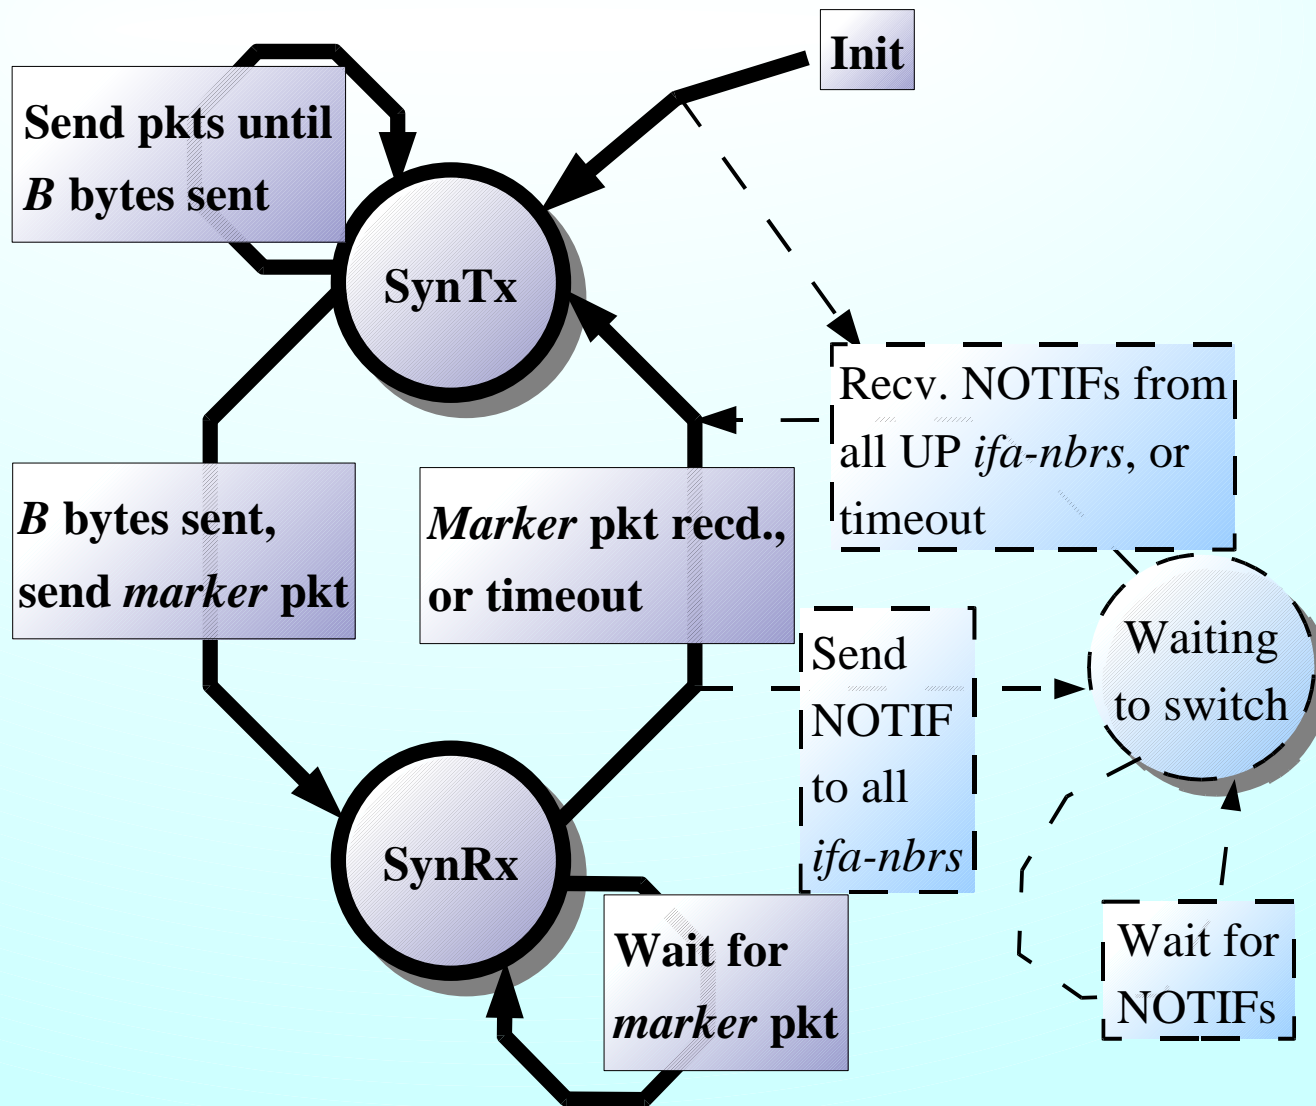 Init
Send pkts until
B bytes sent
SynTx
Recv. NOTIFs from
all UP ifa-nbrs, or
timeout
B bytes sent,
send marker pkt
Marker pkt recd.,
or timeout
Send
NOTIF
to all
ifa-nbrs
Waiting
to switch
SynRx
Wait for
marker pkt
Wait for
NOTIFs